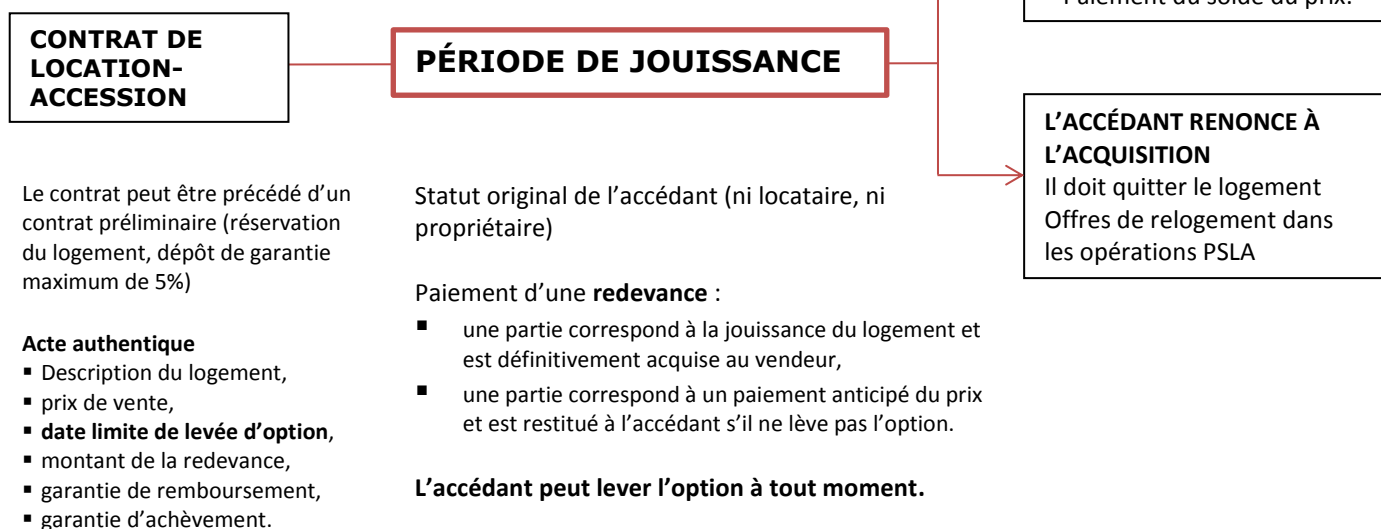 Paiement du solde du prix.
CONTRAT DE
LOCATION-
ACCESSION
PÉRIODE DE JOUISSANCE
L’ACCÉDANT RENONCE À
L’ACQUISITION
Il doit quitter le logement
Offres de relogement dans
les opérations PSLA
Le contrat peut être précédé d’un
contrat préliminaire (réservation
du logement, dépôt de garantie
maximum de 5%)
Acte authentique
▪ Description du logement,
▪ prix de vente,
▪ date limite de levée d’option,
▪ montant de la redevance,
▪ garantie de remboursement,
▪ garantie d’achèvement.
Statut original de l’accédant (ni locataire, ni
propriétaire)
Paiement d’une redevance :
▪ une partie correspond à la jouissance du logement et
est définitivement acquise au vendeur,
▪ une partie correspond à un paiement anticipé du prix
et est restitué à l’accédant s’il ne lève pas l’option.
L’accédant peut lever l’option à tout moment.